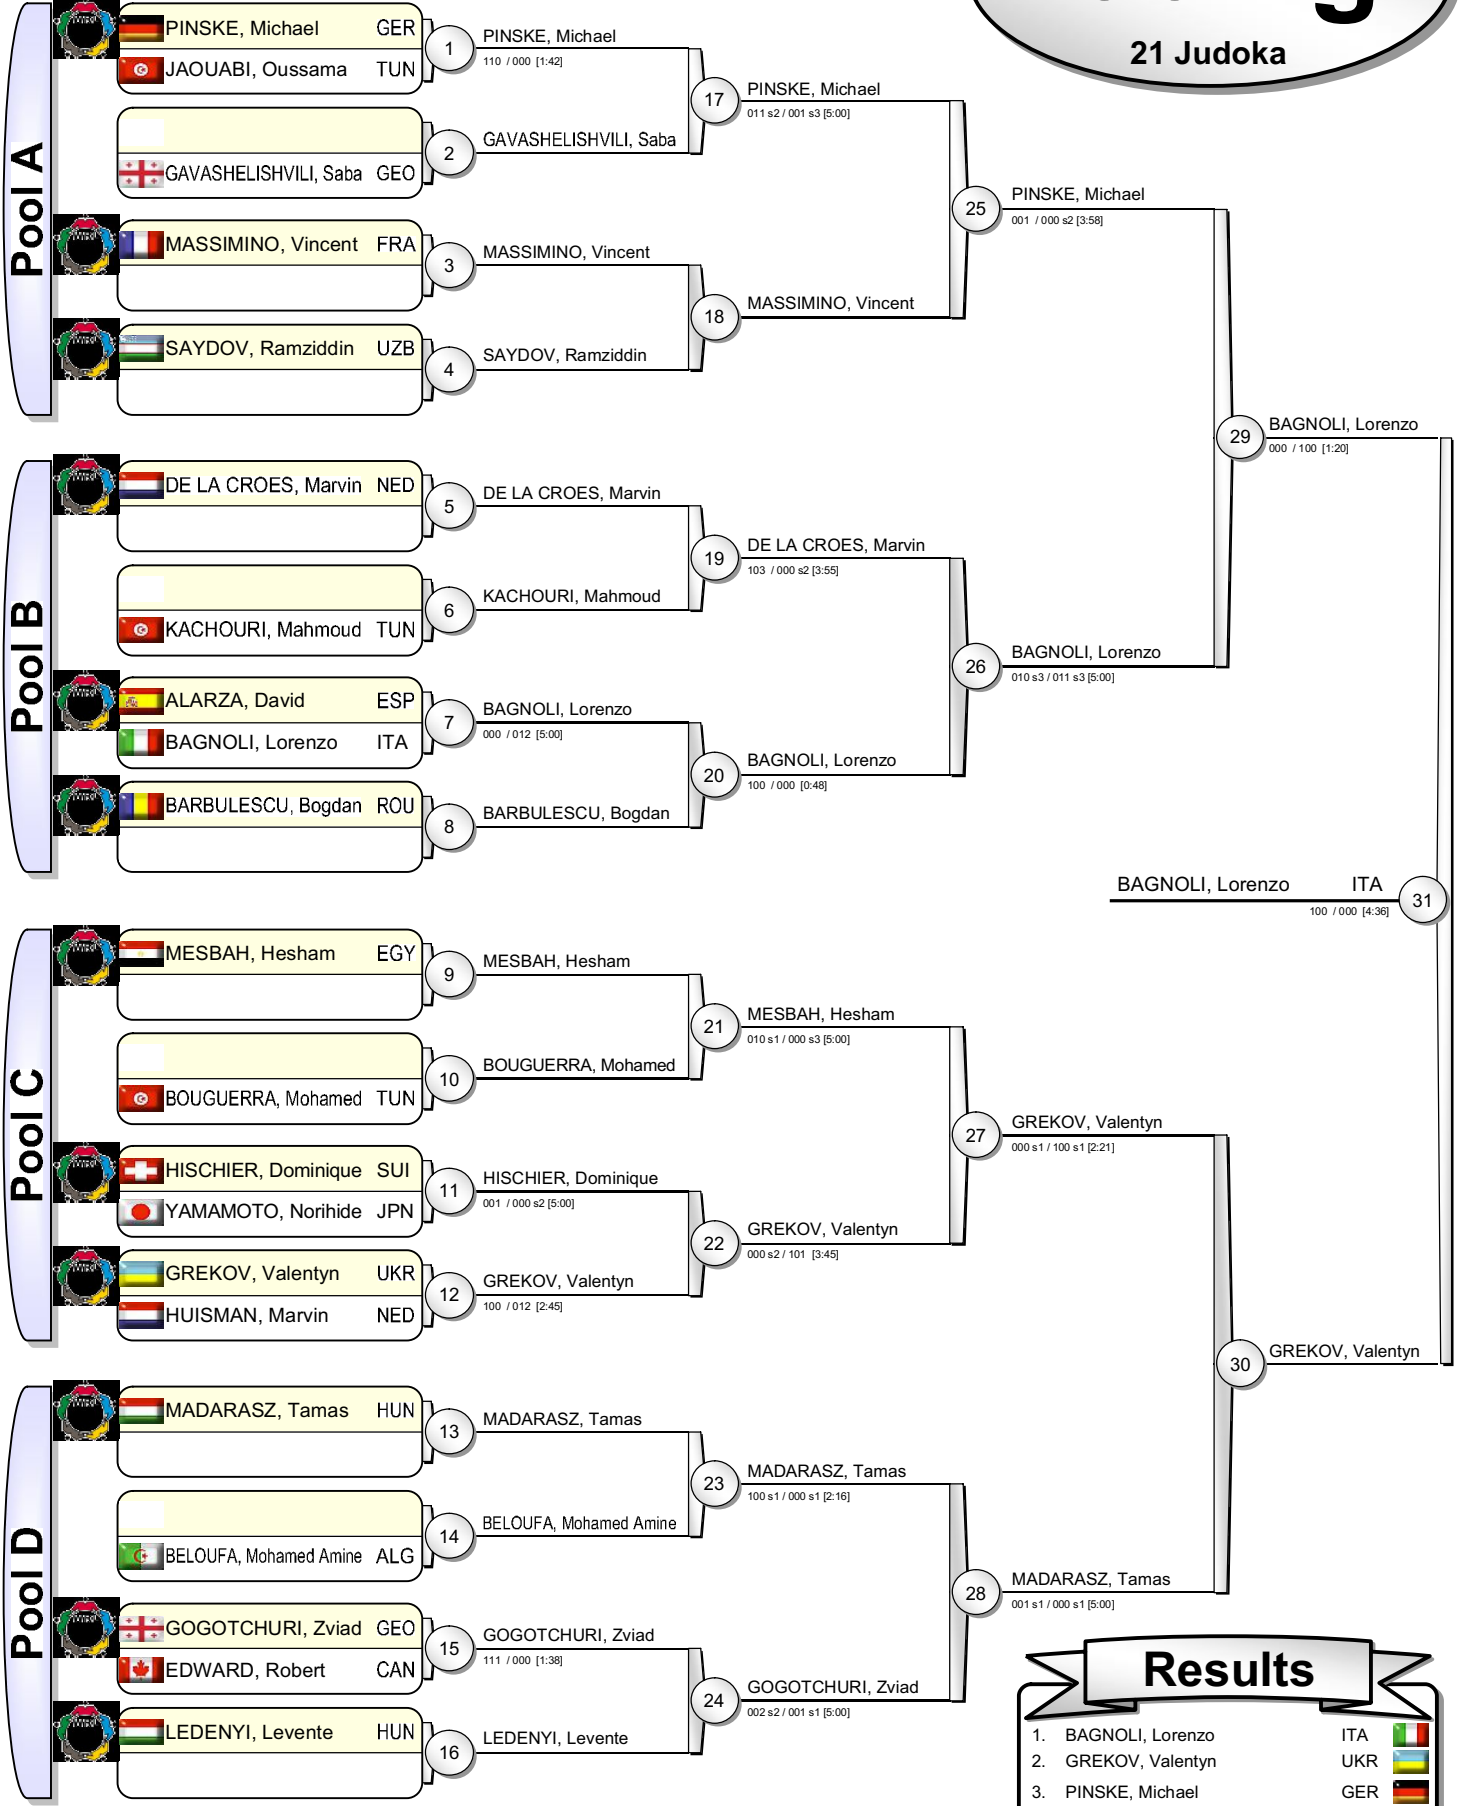 21 Judoka
Pool A
PINSKE, Michael GER
JAOUABI, Oussama TUN
1
PINSKE, Michael
110 / 000 [1:42]
GAVASHELISHVILI, Saba GEO
2
GAVASHELISHVILI, Saba
17
PINSKE, Michael
011 s2 / 001 s3 [5:00]
MASSIMINO, Vincent FRA
3
MASSIMINO, Vincent
SAYDOV, Ramziddin UZB
4
SAYDOV, Ramziddin
18
MASSIMINO, Vincent
25
PINSKE, Michael
001 / 000 s2 [3:58]
Pool B
DE LA CROES, Marvin NED
5
DE LA CROES, Marvin
KACHOURI, Mahmoud TUN
6
KACHOURI, Mahmoud
19
DE LA CROES, Marvin
103 / 000 s2 [3:55]
ALARZA, David ESP
BAGNOLI, Lorenzo ITA
7
BAGNOLI, Lorenzo
000 / 012 [5:00]
BARBULESCU, Bogdan ROU
8
BARBULESCU, Bogdan
20
BAGNOLI, Lorenzo
100 / 000 [0:48]
26
BAGNOLI, Lorenzo
010 s3 / 011 s3 [5:00]
29
BAGNOLI, Lorenzo
000 / 100 [1:20]
BAGNOLI, Lorenzo ITA
100 / 000 [4:36]
31
Pool C
MESBAH, Hesham EGY
9
MESBAH, Hesham
BOUGUERRA, Mohamed TUN
10
BOUGUERRA, Mohamed
21
MESBAH, Hesham
010 s1 / 000 s3 [5:00]
HISCHIER, Dominique SUI
YAMAMOTO, Norihide JPN
11
HISCHIER, Dominique
001 / 000 s2 [5:00]
GREKOV, Valentyn UKR
HUISMAN, Marvin NED
12
GREKOV, Valentyn
100 / 012 [2:45]
22
GREKOV, Valentyn
000 s2 / 101 [3:45]
27
GREKOV, Valentyn
000 s1 / 100 s1 [2:21]
30
GREKOV, Valentyn
Pool D
MADARASZ, Tamas HUN
13
MADARASZ, Tamas
BELOUFA, Mohamed Amine ALG
14
BELOUFA, Mohamed Amine
23
MADARASZ, Tamas
100 s1 / 000 s1 [2:16]
GOGOTCHURI, Zviad GEO
EDWARD, Robert CAN
15
GOGOTCHURI, Zviad
111 / 000 [1:38]
LEDENYI, Levente HUN
16
LEDENYI, Levente
24
GOGOTCHURI, Zviad
002 s2 / 001 s1 [5:00]
28
MADARASZ, Tamas
001 s1 / 000 s1 [5:00]
Results
1. BAGNOLI, Lorenzo ITA
2. GREKOV, Valentyn UKR
3. PINSKE, Michael GER